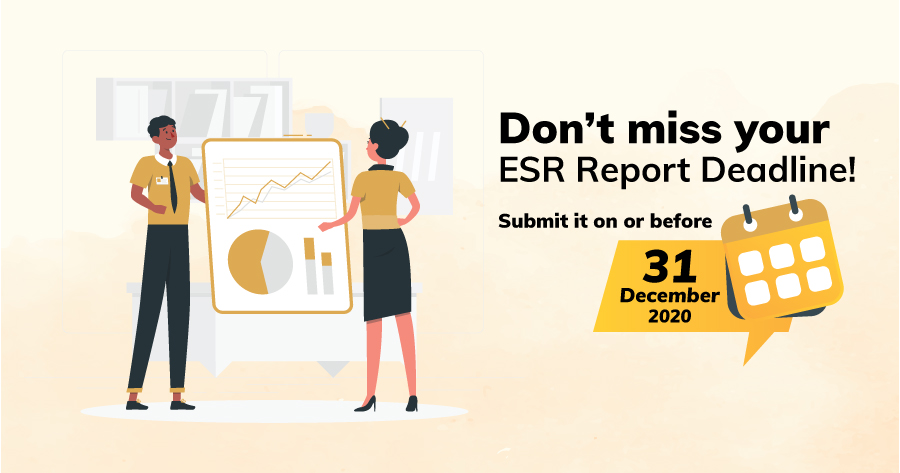 Don't miss your
ESR Report Deadline!
Submit it on or before
31
December
2020